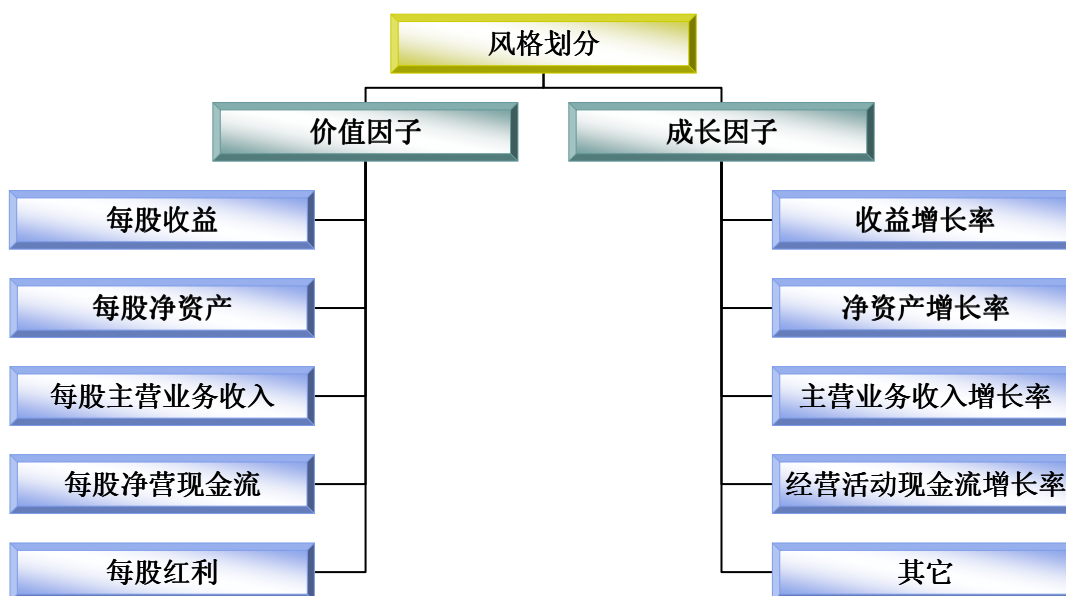 风格划分
价值因子
成长因子
每股收益
收益增长率
每股净资产
净资产增长率
每股主营业务收入
主营业务收入增长率
每股净营现金流
经营活动现金流增长率
每股红利
其它